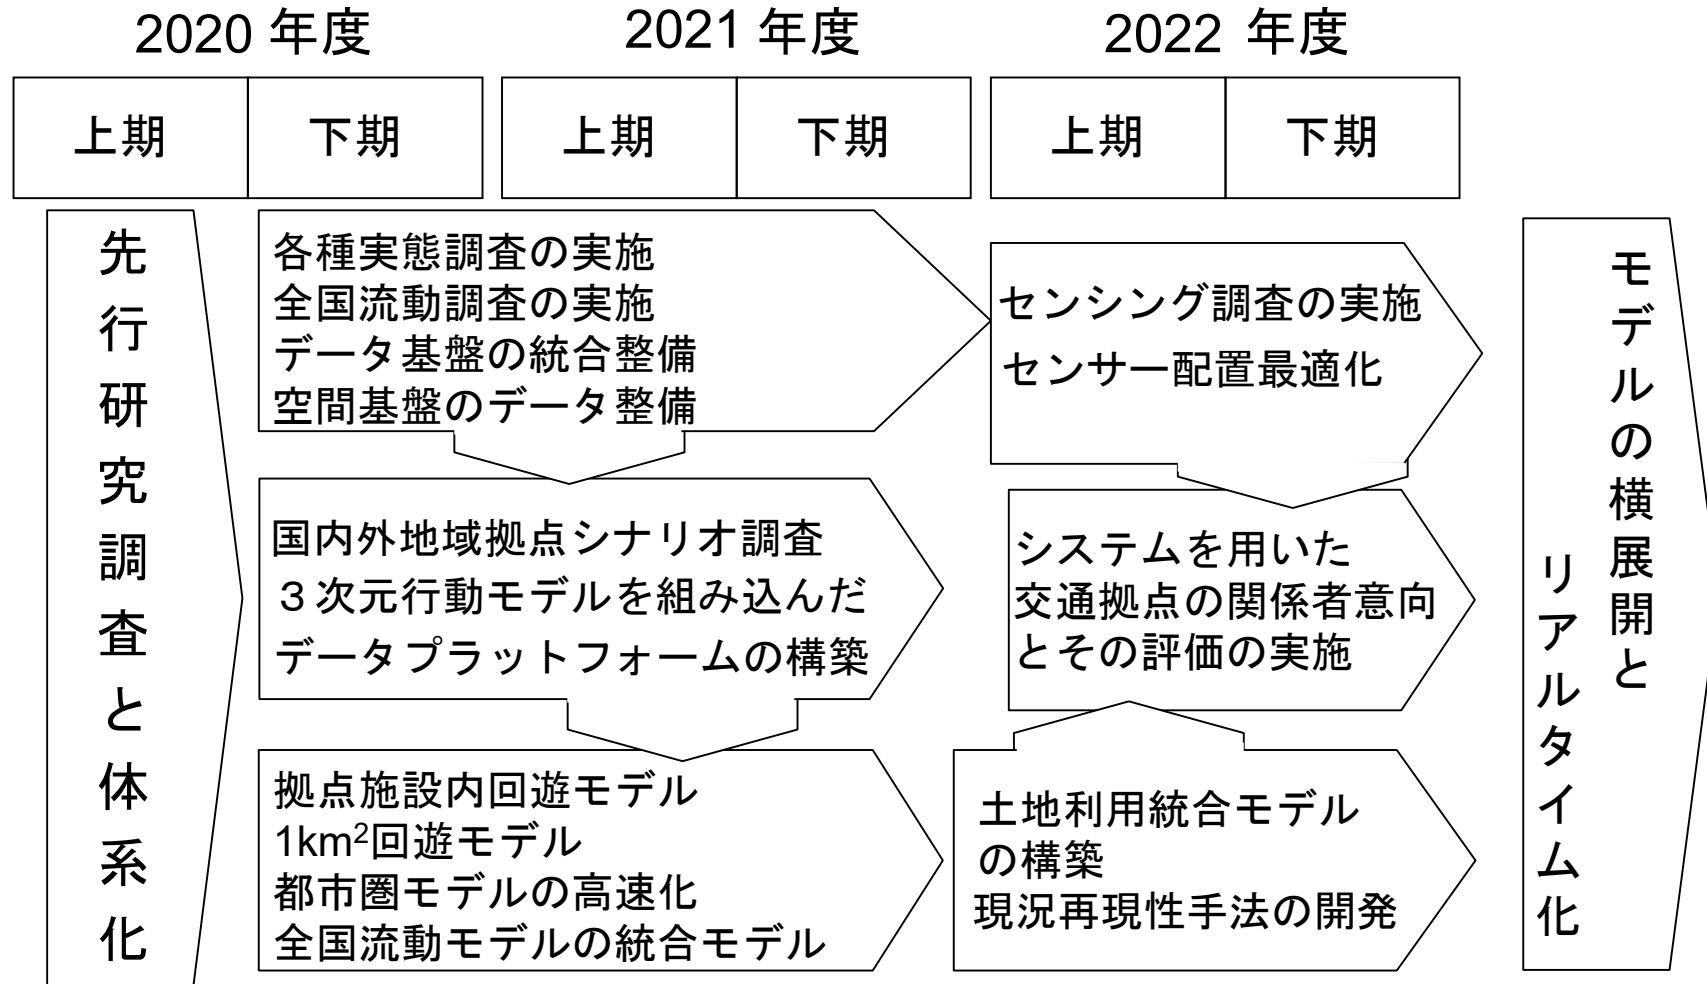 2020 年度
2021 年度
2022 年度
上期
下期
上期
下期
上期
下期
先行研究調査と体系化
各種実態調査の実施
全国流動調査の実施
データ基盤の統合整備
空間基盤のデータ整備
国内外地域拠点シナリオ調査
３次元行動モデルを組み込んだ
データプラットフォームの構築
拠点施設内回遊モデル
1km²回遊モデル
都市圏モデルの高速化
全国流動モデルの統合モデル
センシング調査の実施
センサー配置最適化
システムを用いた
交通拠点の関係者意向
とその評価の実施
土地利用統合モデル
の構築
現況再現性手法の開発
モデルの横展開と
リアルタイム化